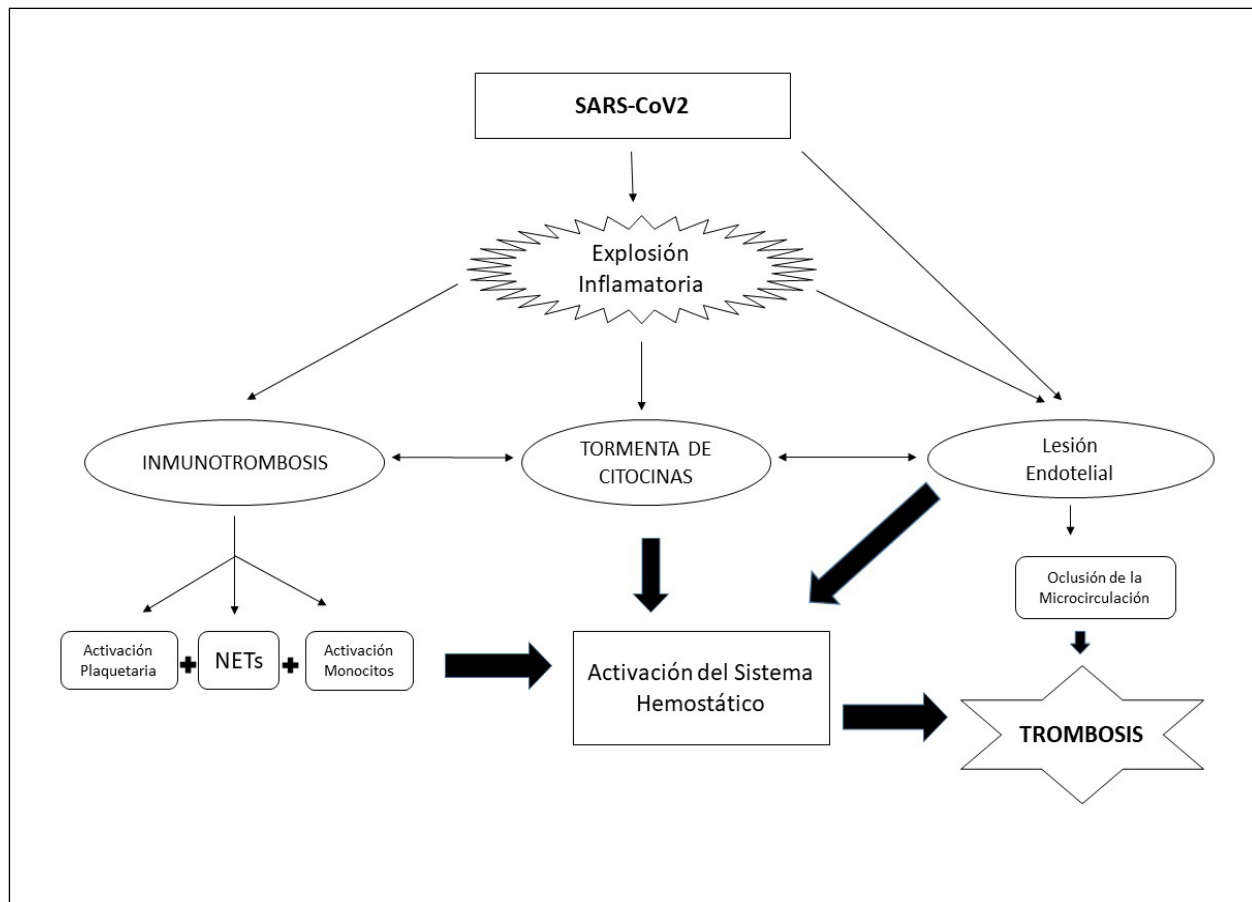 SARS-CoV2
Explosión
Inflamatoria
INMUNOTROMBOSIS
TORMENTA DE
CITOCINAS
Lesión
Endotelial
Oclusión de la
Microcirculación
Activación
Plaquetaria
NETs
Activación
Monocitos
Activación del Sistema
Hemostático
TROMBOSIS